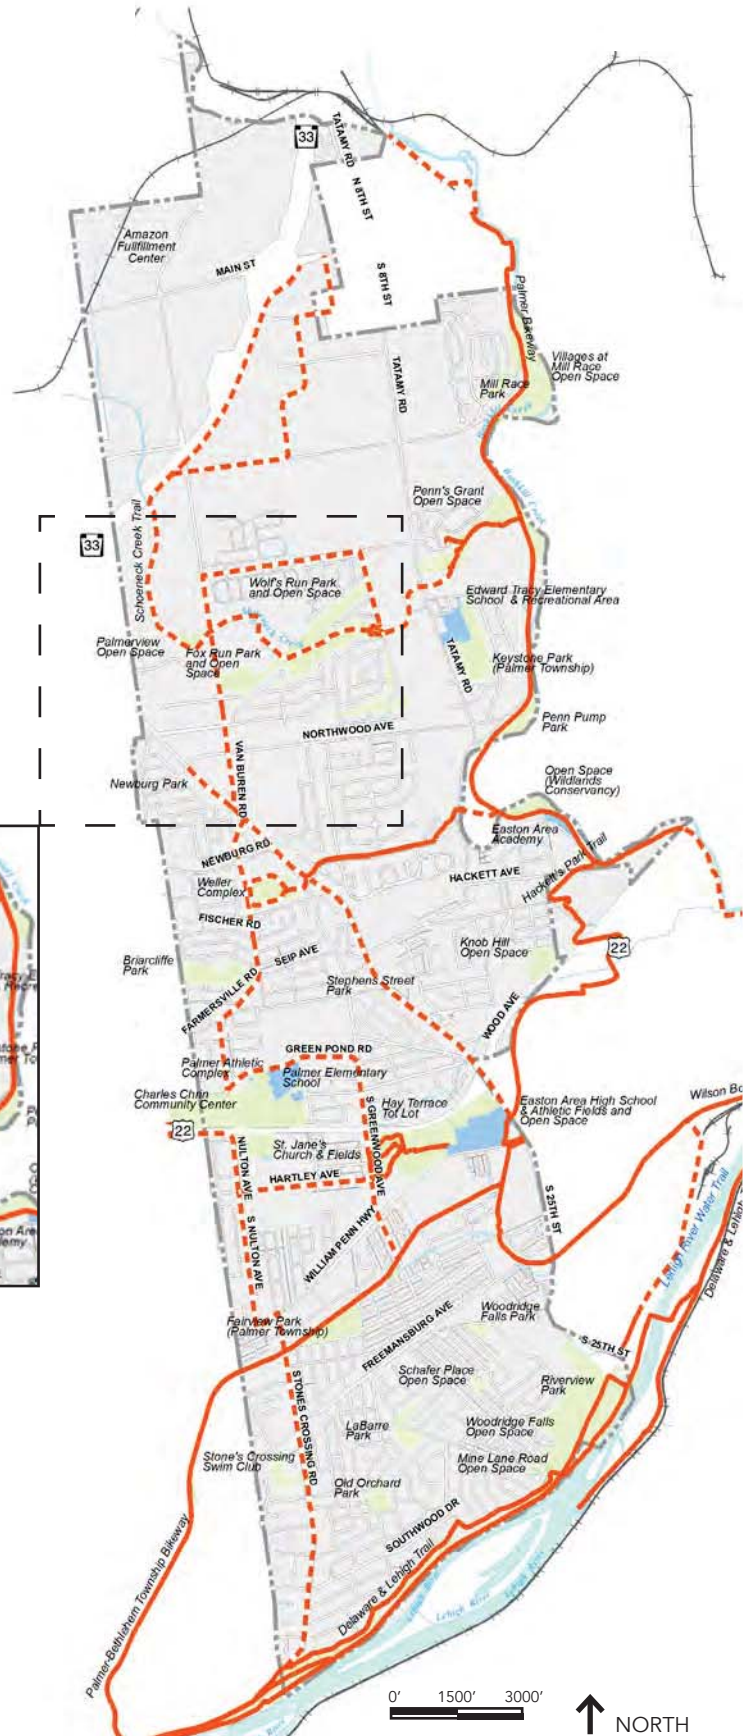 33
TATAMY RD
N 8TH ST
Amazon
Fullfillment
Center
MAIN ST
S 8TH ST
Palmer Bikeway
Villages at
Mill Race
Open Space
TATAMY RD
Mill Race
Park
Penn's Grant
Open Space
Bushkill Creek
33
Schoeneck Creek Trail
Wolf's Run Park
and Open Space
Edward Tracy Elementary
School & Recreational Area
Palmerview
Open Space
Fox Run Park
and Open
Space
TATAMY RD
Keystone Park
(Palmer Township)
Penn Pump
Park
NORTHWOOD AVE
VAN BUREN RD
Newburg Park
Open Space
(Wildlands
Conservancy)
Easton Area
Academy
NEWBURG RD
HACKETT AVE
Hackett's Park Trail
Weller
Complex
FISCHER RD
Briarcliffe
Park
SEIP AVE
Knob Hill
Open Space
22
Stephens Street
Park
FARMERSVILLE RD
WOOD AVE
GREEN POND RD
Palmer Athletic
Complex
Palmer Elementary
School
Charles Chrin
Community Center
S GREENWOOD AVE
Hay Terrace
Tot Lot
Easton Area High School
& Athletic Fields and
Open Space
22
NULTON AVE
St. Jane's
Church & Fields
HARTLEY AVE
S 25TH ST
Lehigh River Water Trail
S NULTON AVE
WILLIAM PENN HWY
Fairview Park
(Palmer Township)
Woodridge
Falls Park
FREEMANSBURG AVE
S 25TH ST
Schafer Place
Open Space
Riverview
Park
STONES CROSSING RD
LaBarre
Park
Woodridge Falls
Open Space
Stone's Crossing
Swim Club
Mine Lane Road
Open Space
Old Orchard
Park
SOUTHWOOD DR
Palmer-Bethlehem Township Bikeway
Delaware & Lehigh Trail
Lehigh River
0' 1500' 3000'
NORTH